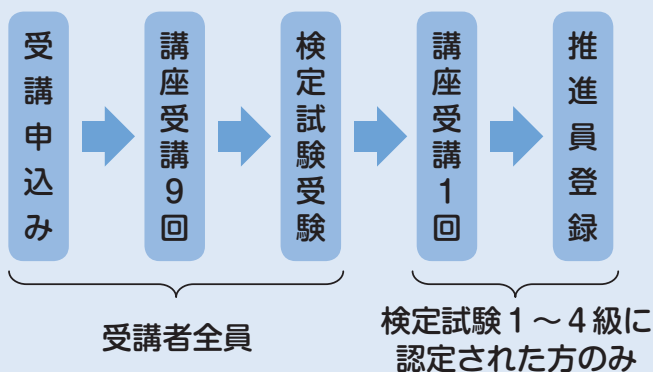 受講申込み
講座受講9回
検定試験受験
講座受講1回
推進員登録
受講者全員
検定試験1～4級に
認定された方のみ